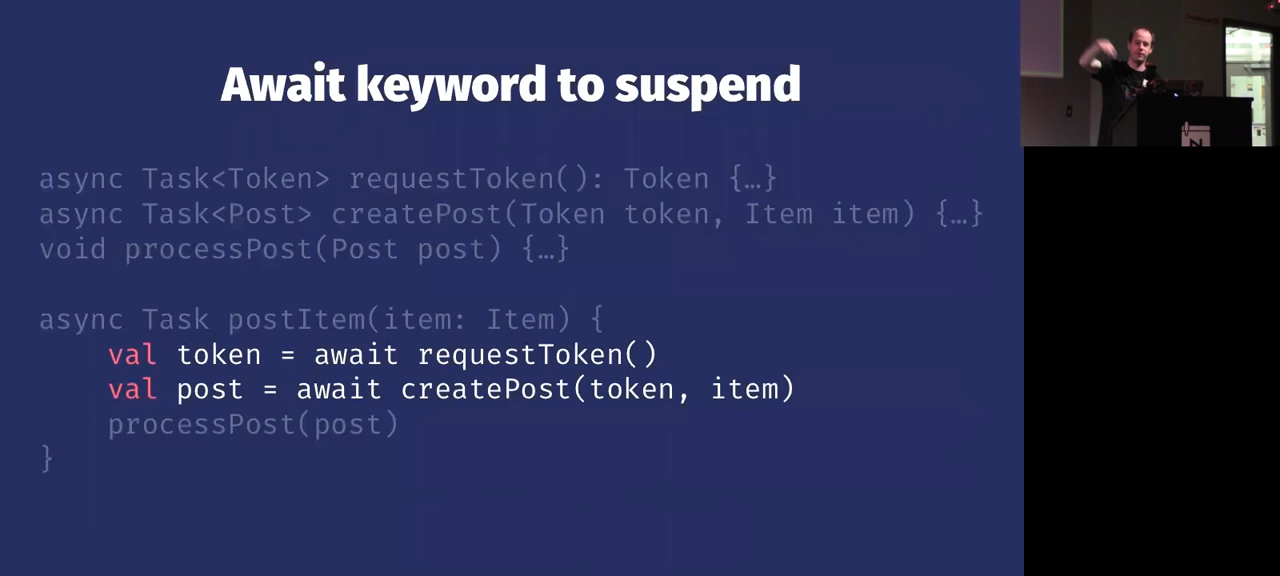 Await keyword to suspend
async Task<Token> requestToken(): Token {…}
async Task<Post> createPost(Token token, Item item) {…}
void processPost(Post post) {…}
async Task postItem(item: Item) {
val token = await requestToken()
val post = await createPost(token, item)
processPost(post)
}